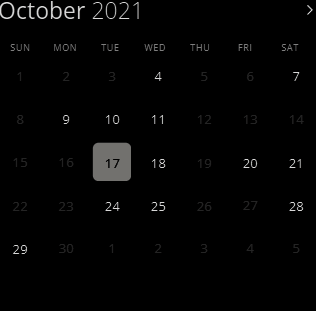 October 2021
SUN MON TUE WED THU FRI SAT
1 2 3 4 5 6 7
8 9 10 11 12 13 14
15 16 17 18 19 20 21
22 23 24 25 26 27 28
29 30 1 2 3 4 5